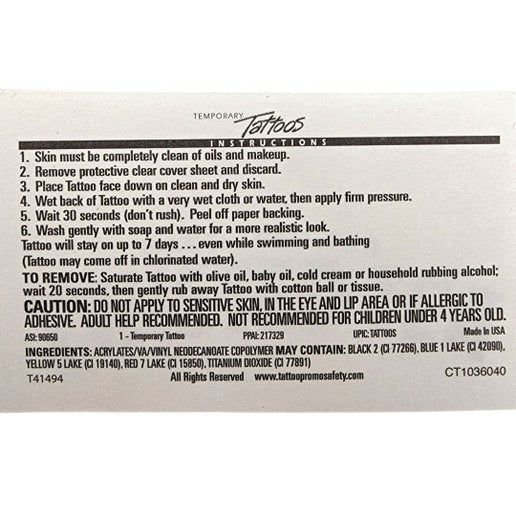 TEMPORARY Tattoos
INSTRUCTIONS
1. Skin must be completely clean of oils and makeup.
2. Remove protective clear cover sheet and discard.
3. Place Tattoo face down on clean and dry skin.
4. Wet back of Tattoo with a very wet cloth or water, then apply firm pressure.
5. Wait 30 seconds (don't rush). Peel off paper backing.
6. Wash gently with soap and water for a more realistic look.
Tattoo will stay on up to 7 days ... even while swimming and bathing
(Tattoo may come off in chlorinated water).
TO REMOVE: Saturate Tattoo with olive oil, baby oil, cold cream or household rubbing alcohol;
wait 20 seconds, then gently rub away Tattoo with cotton ball or tissue.
CAUTION: DO NOT APPLY TO SENSITIVE SKIN, IN THE EYE AND LIP AREA OR IF ALLERGIC TO
ADHESIVE. ADULT HELP RECOMMENDED. NOT RECOMMENDED FOR CHILDREN UNDER 4 YEARS OLD.
ASI: 90650 1 - Temporary Tattoo PPAI: 217329 UPIC: TATTOOS Made In USA
INGREDIENTS: ACRYLATES/VA/VINYL NEODECANOATE COPOLYMER MAY CONTAIN: BLACK 2 (CI 77266), BLUE 1 LAKE (CI 42090),
YELLOW 5 LAKE (CI 19140), RED 7 LAKE (CI 15850), TITANIUM DIOXIDE (CI 77891)
T41494 All Rights Reserved www.tattoopromosafety.com CT1036040